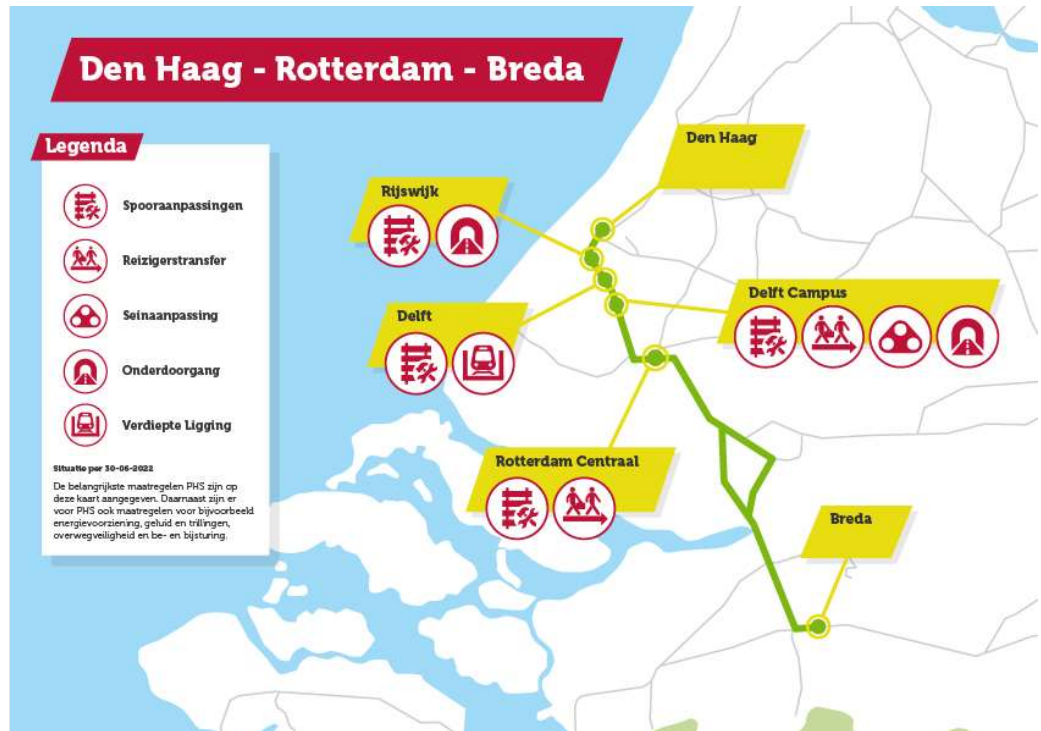 Den Haag - Rotterdam - Breda
Legenda
Spooraanpassingen
Reizigerstransfer
Seinaanpassing
Onderdoorgang
Verdiepte Ligging
Situatie per 30-06-2022
De belangrijkste maatregelen PHS zijn op
deze kaart aangegeven. Daarnaast zijn er
voor PHS ook maatregelen voor bijvoorbeeld
energievoorziening, geluid en trillingen,
overwegveiligheid en be- en bijsturing.
Den Haag
Rijswijk
Delft Campus
Delft
Rotterdam Centraal
Breda